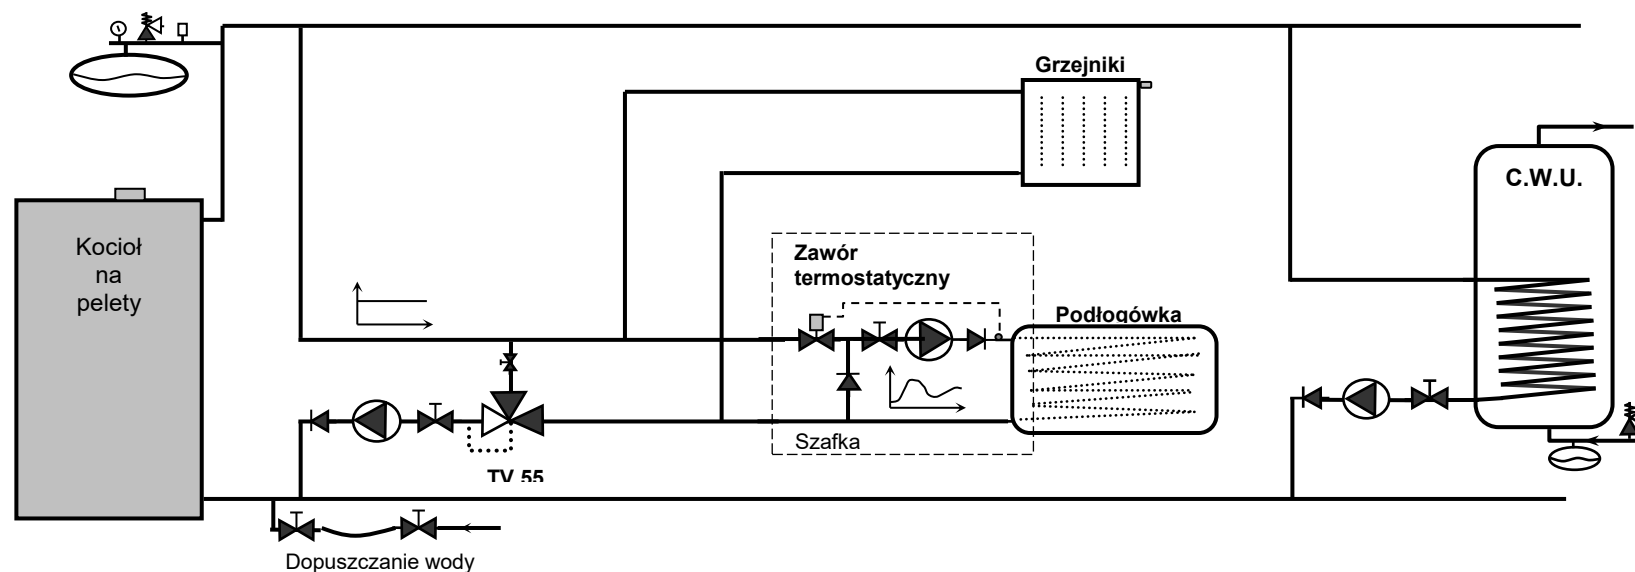 Grzejniki
C.W.U.
Kocioł
na
pelety
Zawór
termostatyczny
Podłogówka
Szafka
TV 55
Dopuszczanie wody